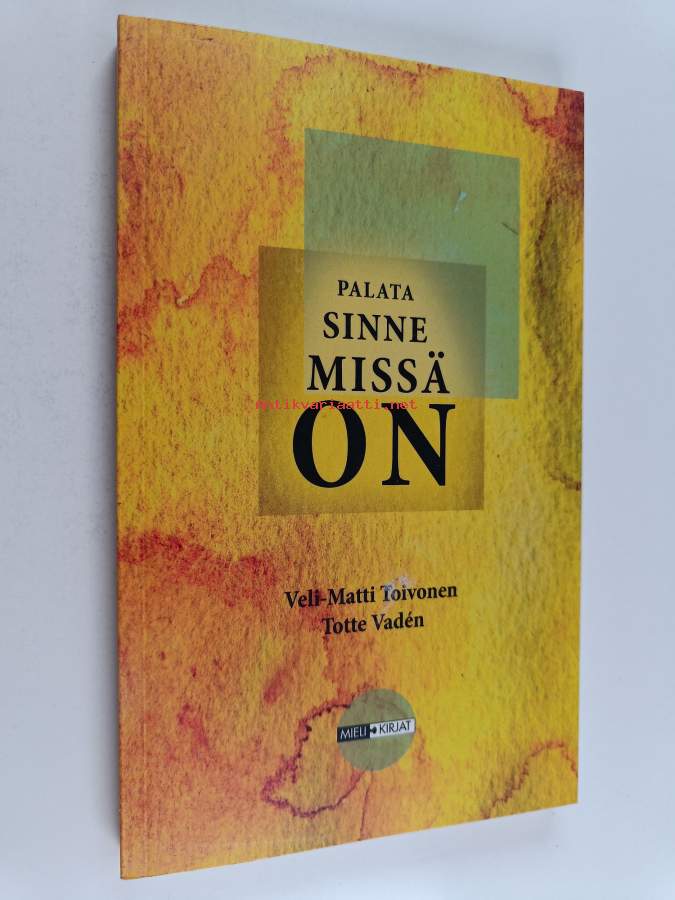 PALATA
SINNE
MISSÄ
antikvariaatti.net
ON
Veli-Matti Toivonen
Totte Vadén
MIELI KIRJAT